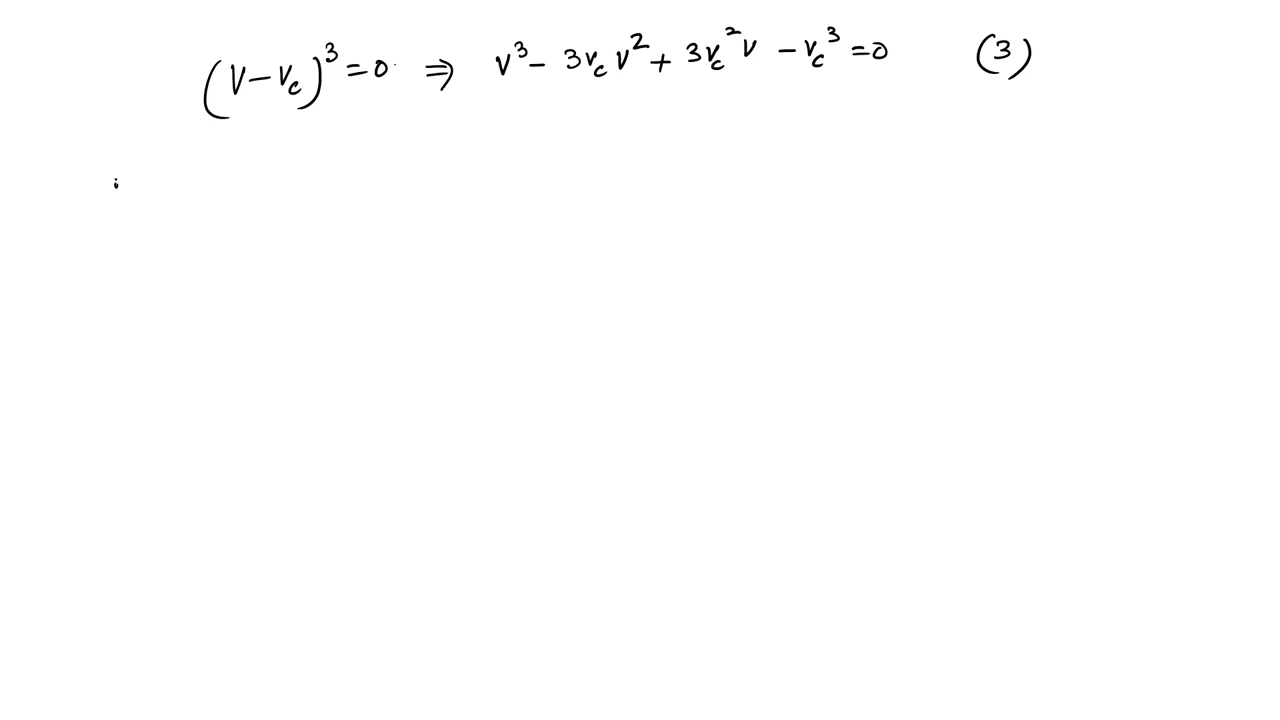 (V − V_c)^3 = 0 ⇒ V^3 − 3V_c V^2 + 3V_c^2 V − V_c^3 = 0 (3)